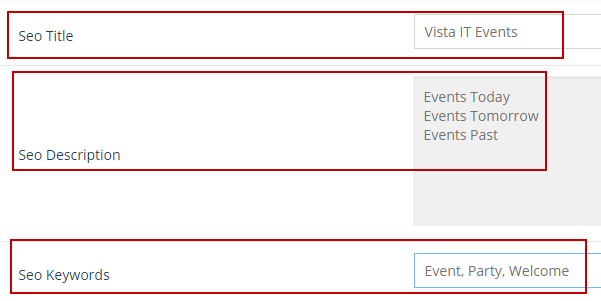 Seo Title
Vista IT Events
Events Today
Events Tomorrow
Events Past
Seo Description
Seo Keywords
Event, Party, Welcome